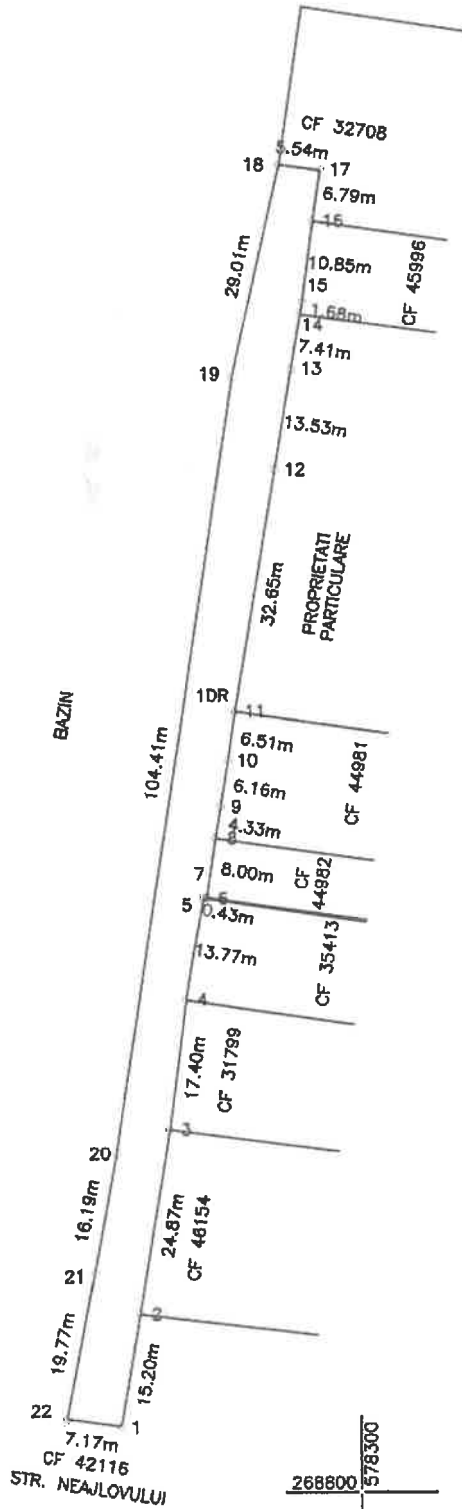 CF 32708
5.54m
18
17
6.79m
16
29.01m
10.85m
CF 45996
15
1.68m
14
7.41m
19
13
13.53m
12
32.65m
PROPRIETATI
PARTICULARE
BAZIN
1DR
11
104.41m
6.51m
10
CF 44981
6.16m
9
4.33m
8
7
8.00m
CF
44982
5
6
0.43m
CF 35413
13.77m
4
17.40m
CF 31799
3
20
16.19m
24.87m
CF 46154
21
2
19.77m
15.20m
22
1
7.17m
CF 42116
STR. NEAJLOVULUI
268800
578300